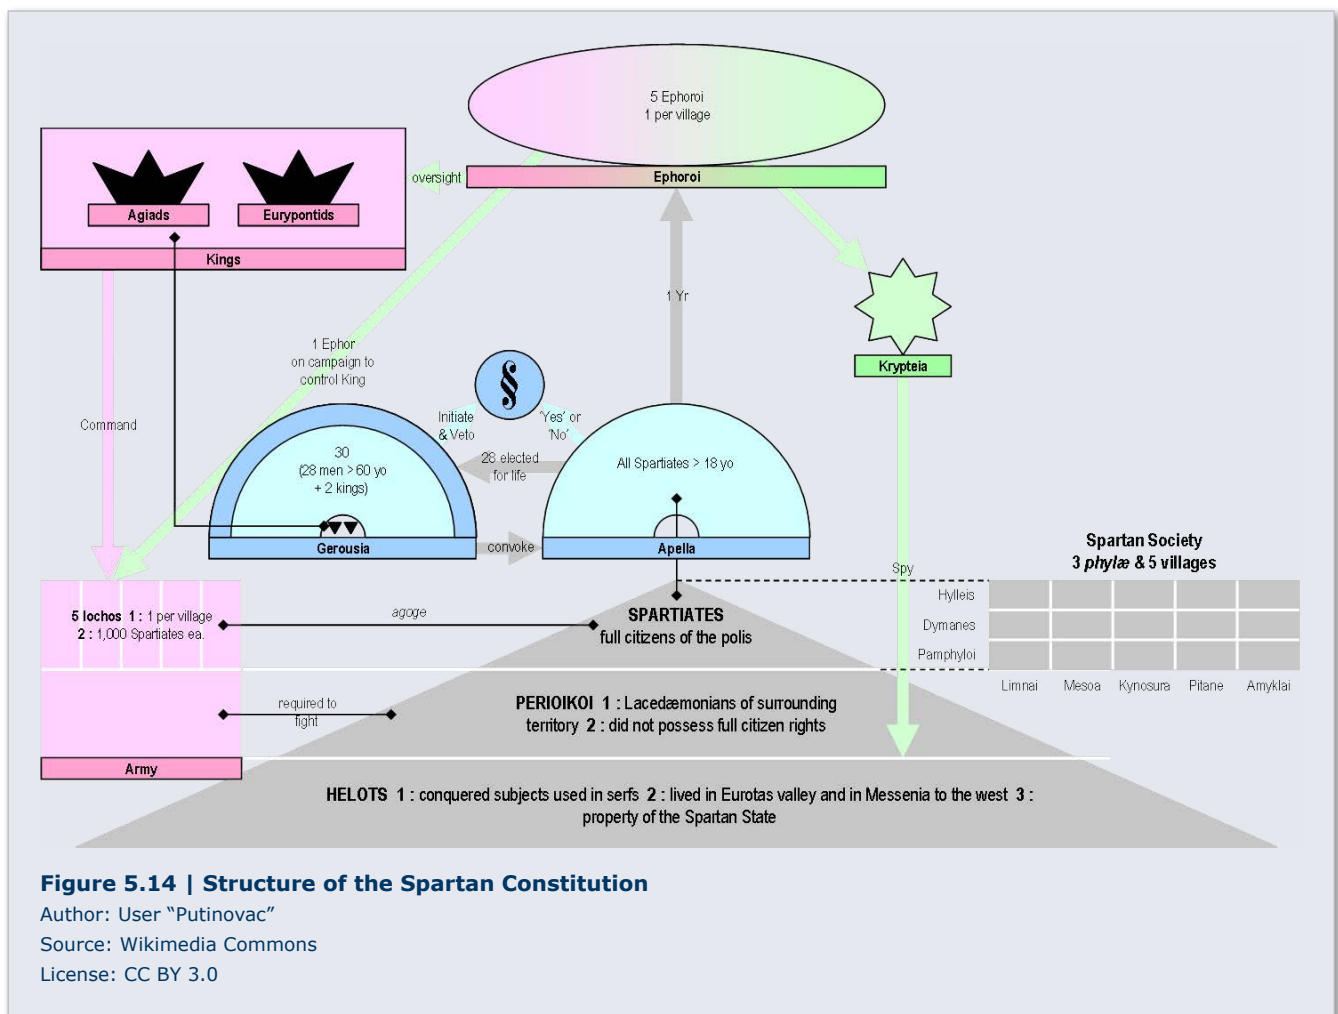 5 Ephoroi
1 per village
Ephoroi
oversight
Agiads
Eurypontids
Kings
1 Yr
Krypteia
1 Ephor
on campaign to
control King
Command
§
Initiate
& Veto
'Yes' or
'No'
30
(28 men > 60 yo
+ 2 kings)
28 elected
for life
All Spartiates > 18 yo
Gerousia
convoke
Apella
Spy
Spartan Society
3 phylæ & 5 villages
Hylleis
Dymanes
Pamphyloi
Limnai
Mesoa
Kynosura
Pitane
Amyklai
5 lochos 1 : 1 per village
2 : 1,000 Spartiates ea.
agoge
SPARTIATES
full citizens of the polis
required to
fight
PERIOIKOI 1 : Lacedæmonians of surrounding
territory 2 : did not possess full citizen rights
Army
HELOTS 1 : conquered subjects used in serfs 2 : lived in Eurotas valley and in Messenia to the west 3 :
property of the Spartan State
Figure 5.14 | Structure of the Spartan Constitution
Author: User “Putinovac”
Source: Wikimedia Commons
License: CC BY 3.0